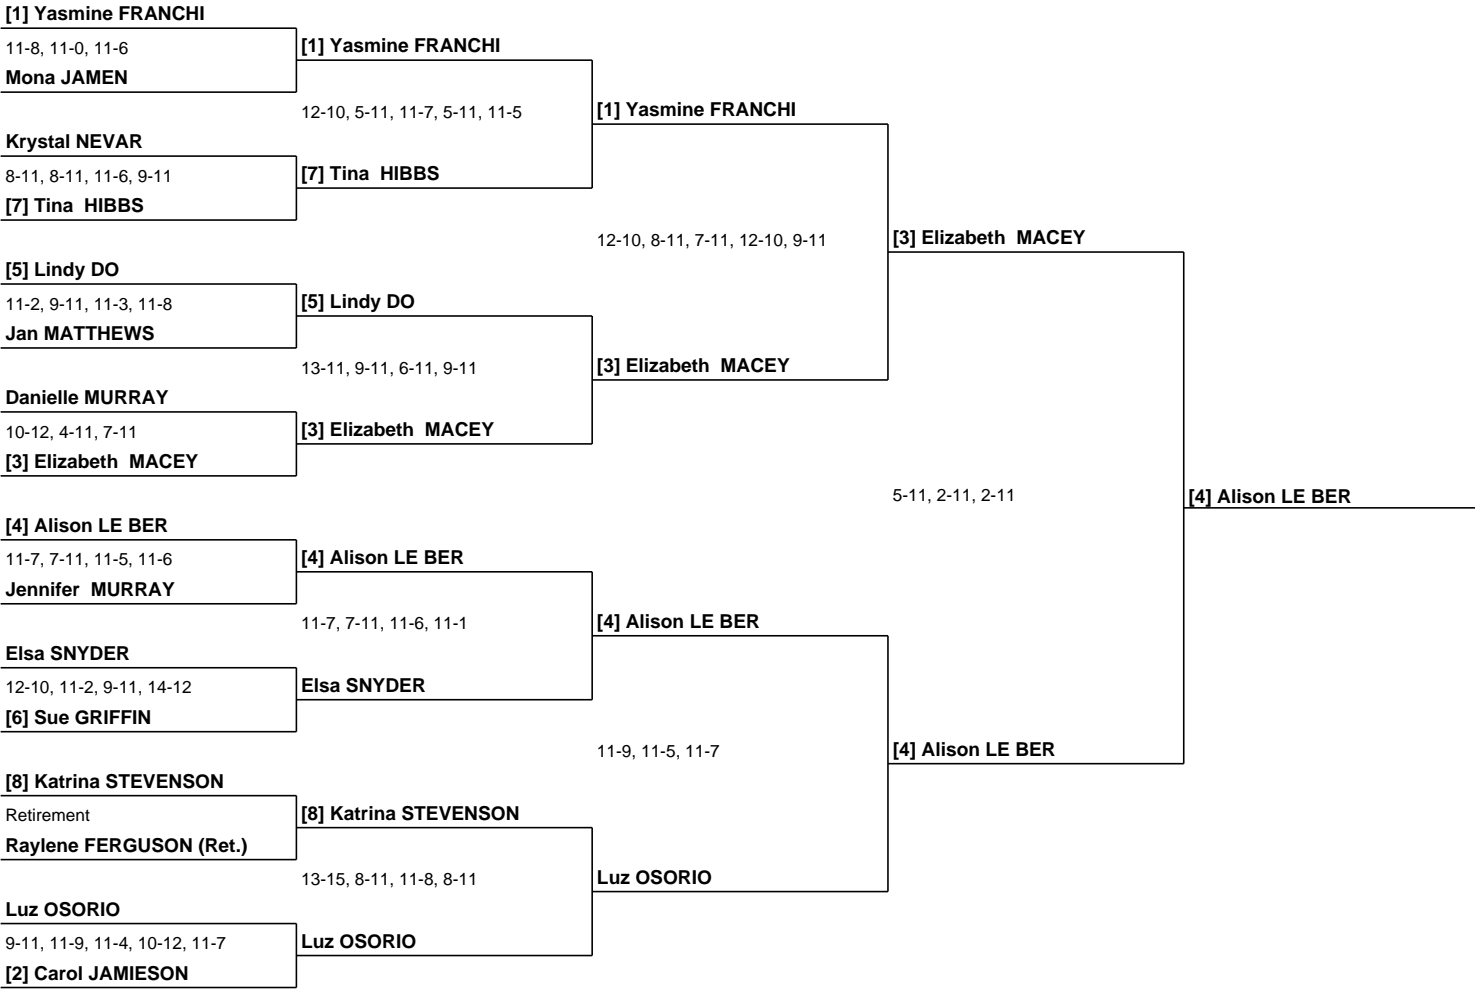 [1] Yasmine FRANCHI
11-8, 11-0, 11-6
Mona JAMEN
Krystal NEVAR
8-11, 8-11, 11-6, 9-11
[7] Tina  HIBBS
[5] Lindy DO
11-2, 9-11, 11-3, 11-8
Jan MATTHEWS
Danielle MURRAY
10-12, 4-11, 7-11
[3] Elizabeth  MACEY
[4] Alison LE BER
11-7, 7-11, 11-5, 11-6
Jennifer  MURRAY
Elsa SNYDER
12-10, 11-2, 9-11, 14-12
[6] Sue GRIFFIN
[8] Katrina STEVENSON
Retirement
Raylene FERGUSON (Ret.)
Luz OSORIO
9-11, 11-9, 11-4, 10-12, 11-7
[2] Carol JAMIESON
[1] Yasmine FRANCHI
12-10, 5-11, 11-7, 5-11, 11-5
[7] Tina  HIBBS
[5] Lindy DO
13-11, 9-11, 6-11, 9-11
[3] Elizabeth  MACEY
[4] Alison LE BER
11-7, 7-11, 11-6, 11-1
Elsa SNYDER
[8] Katrina STEVENSON
13-15, 8-11, 11-8, 8-11
Luz OSORIO
[1] Yasmine FRANCHI
12-10, 8-11, 7-11, 12-10, 9-11
[3] Elizabeth  MACEY
[4] Alison LE BER
11-9, 11-5, 11-7
Luz OSORIO
[3] Elizabeth  MACEY
5-11, 2-11, 2-11
[4] Alison LE BER
[4] Alison LE BER